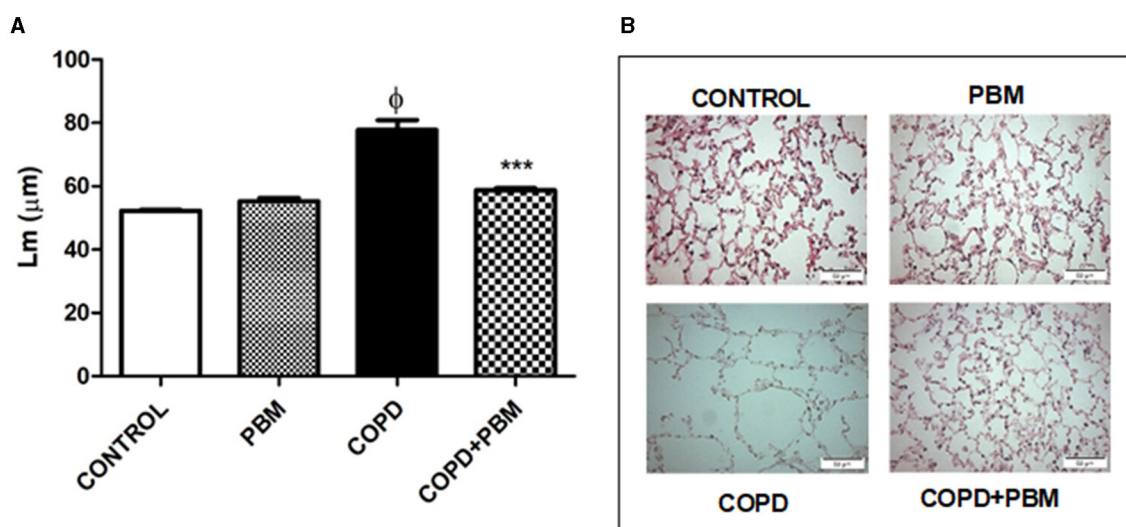 A
B
100
80
60
40
20
0
Lm (μm)
ϕ
***
CONTROL
PBM
COPD
COPD+PBM
CONTROL
PBM
COPD
COPD+PBM